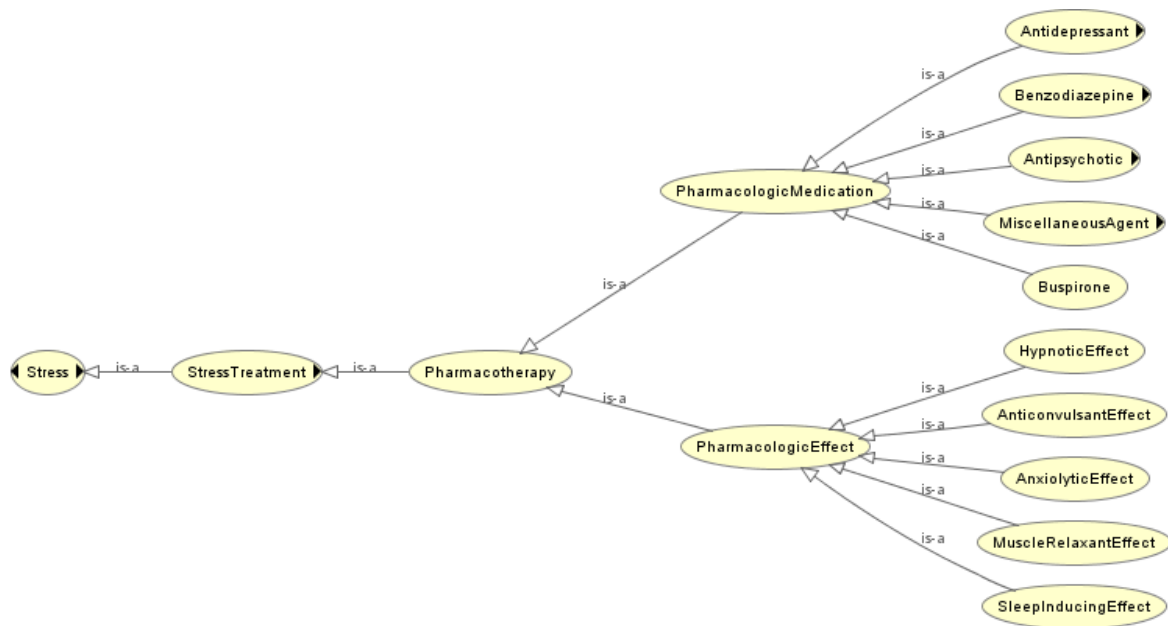 Antidepressant
is-a
Benzodiazepine
is-a
Antipsychotic
is-a
PharmacologicMedication
is-a
MiscellaneousAgent
is-a
Buspirone
is-a
HypnoticEffect
Stress
is-a
StressTreatment
is-a
Pharmacotherapy
is-a
is-a
AnticonvulsantEffect
is-a
PharmacologicEffect
is-a
AnxiolyticEffect
is-a
MuscleRelaxantEffect
is-a
SleepInducingEffect